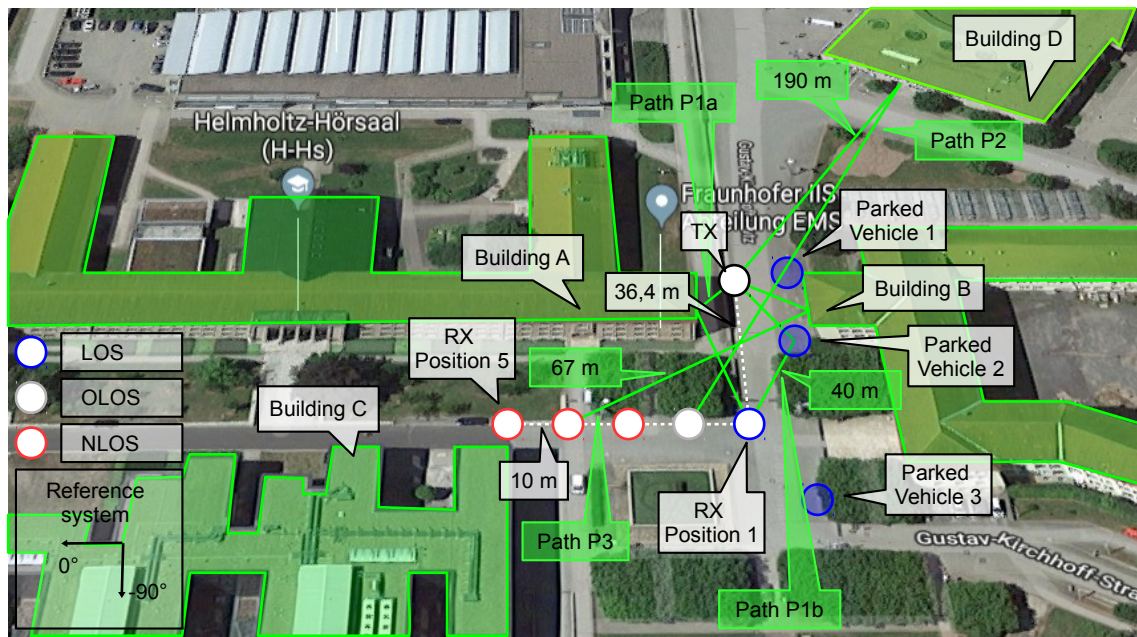 Building D
190 m
Path P1a
Helmholtz-Hörsaal
(H-Hs)
Path P2
Fraunhofer IIS
Abteilung EMS
TX
Parked
Vehicle 1
Building A
36,4 m
Building B
RX
Position 5
LOS
67 m
Parked
Vehicle 2
OLOS
Building C
40 m
NLOS
10 m
Reference
system
0°
-90°
Path P3
RX
Position 1
Parked
Vehicle 3
Gustav-Kirchhoff-Stra
Path P1b